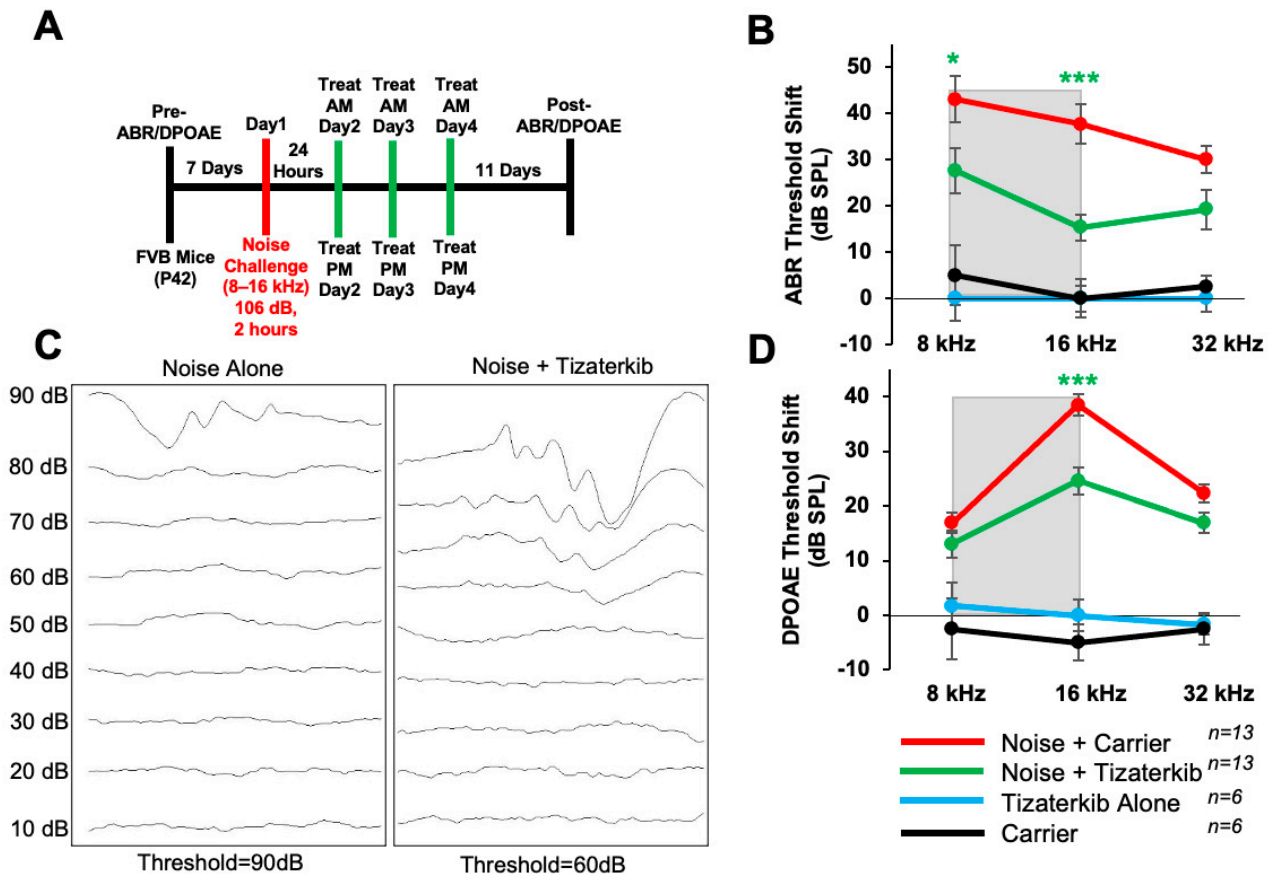 A
Pre-
ABR/DPOAE
7 Days
FVB Mice
(P42)
Day1
Noise
Challenge
(8–16 kHz)
106 dB,
2 hours
24
Hours
Treat
AM
Day2
Treat
AM
Day3
Treat
AM
Day4
Treat
PM
Day2
Treat
PM
Day3
Treat
PM
Day4
11 Days
Post-
ABR/DPOAE
B
ABR Threshold Shift
(dB SPL)
50
40
30
20
10
0
-10
*
***
8 kHz
16 kHz
32 kHz
C
Noise Alone
Noise + Tizaterkib
90 dB
80 dB
70 dB
60 dB
50 dB
40 dB
30 dB
20 dB
10 dB
Threshold=90dB
Threshold=60dB
D
DPOAE Threshold Shift
(dB SPL)
40
30
20
10
0
-10
***
8 kHz
16 kHz
32 kHz
Noise + Carrier n=13
Noise + Tizaterkib n=13
Tizaterkib Alone n=6
Carrier n=6